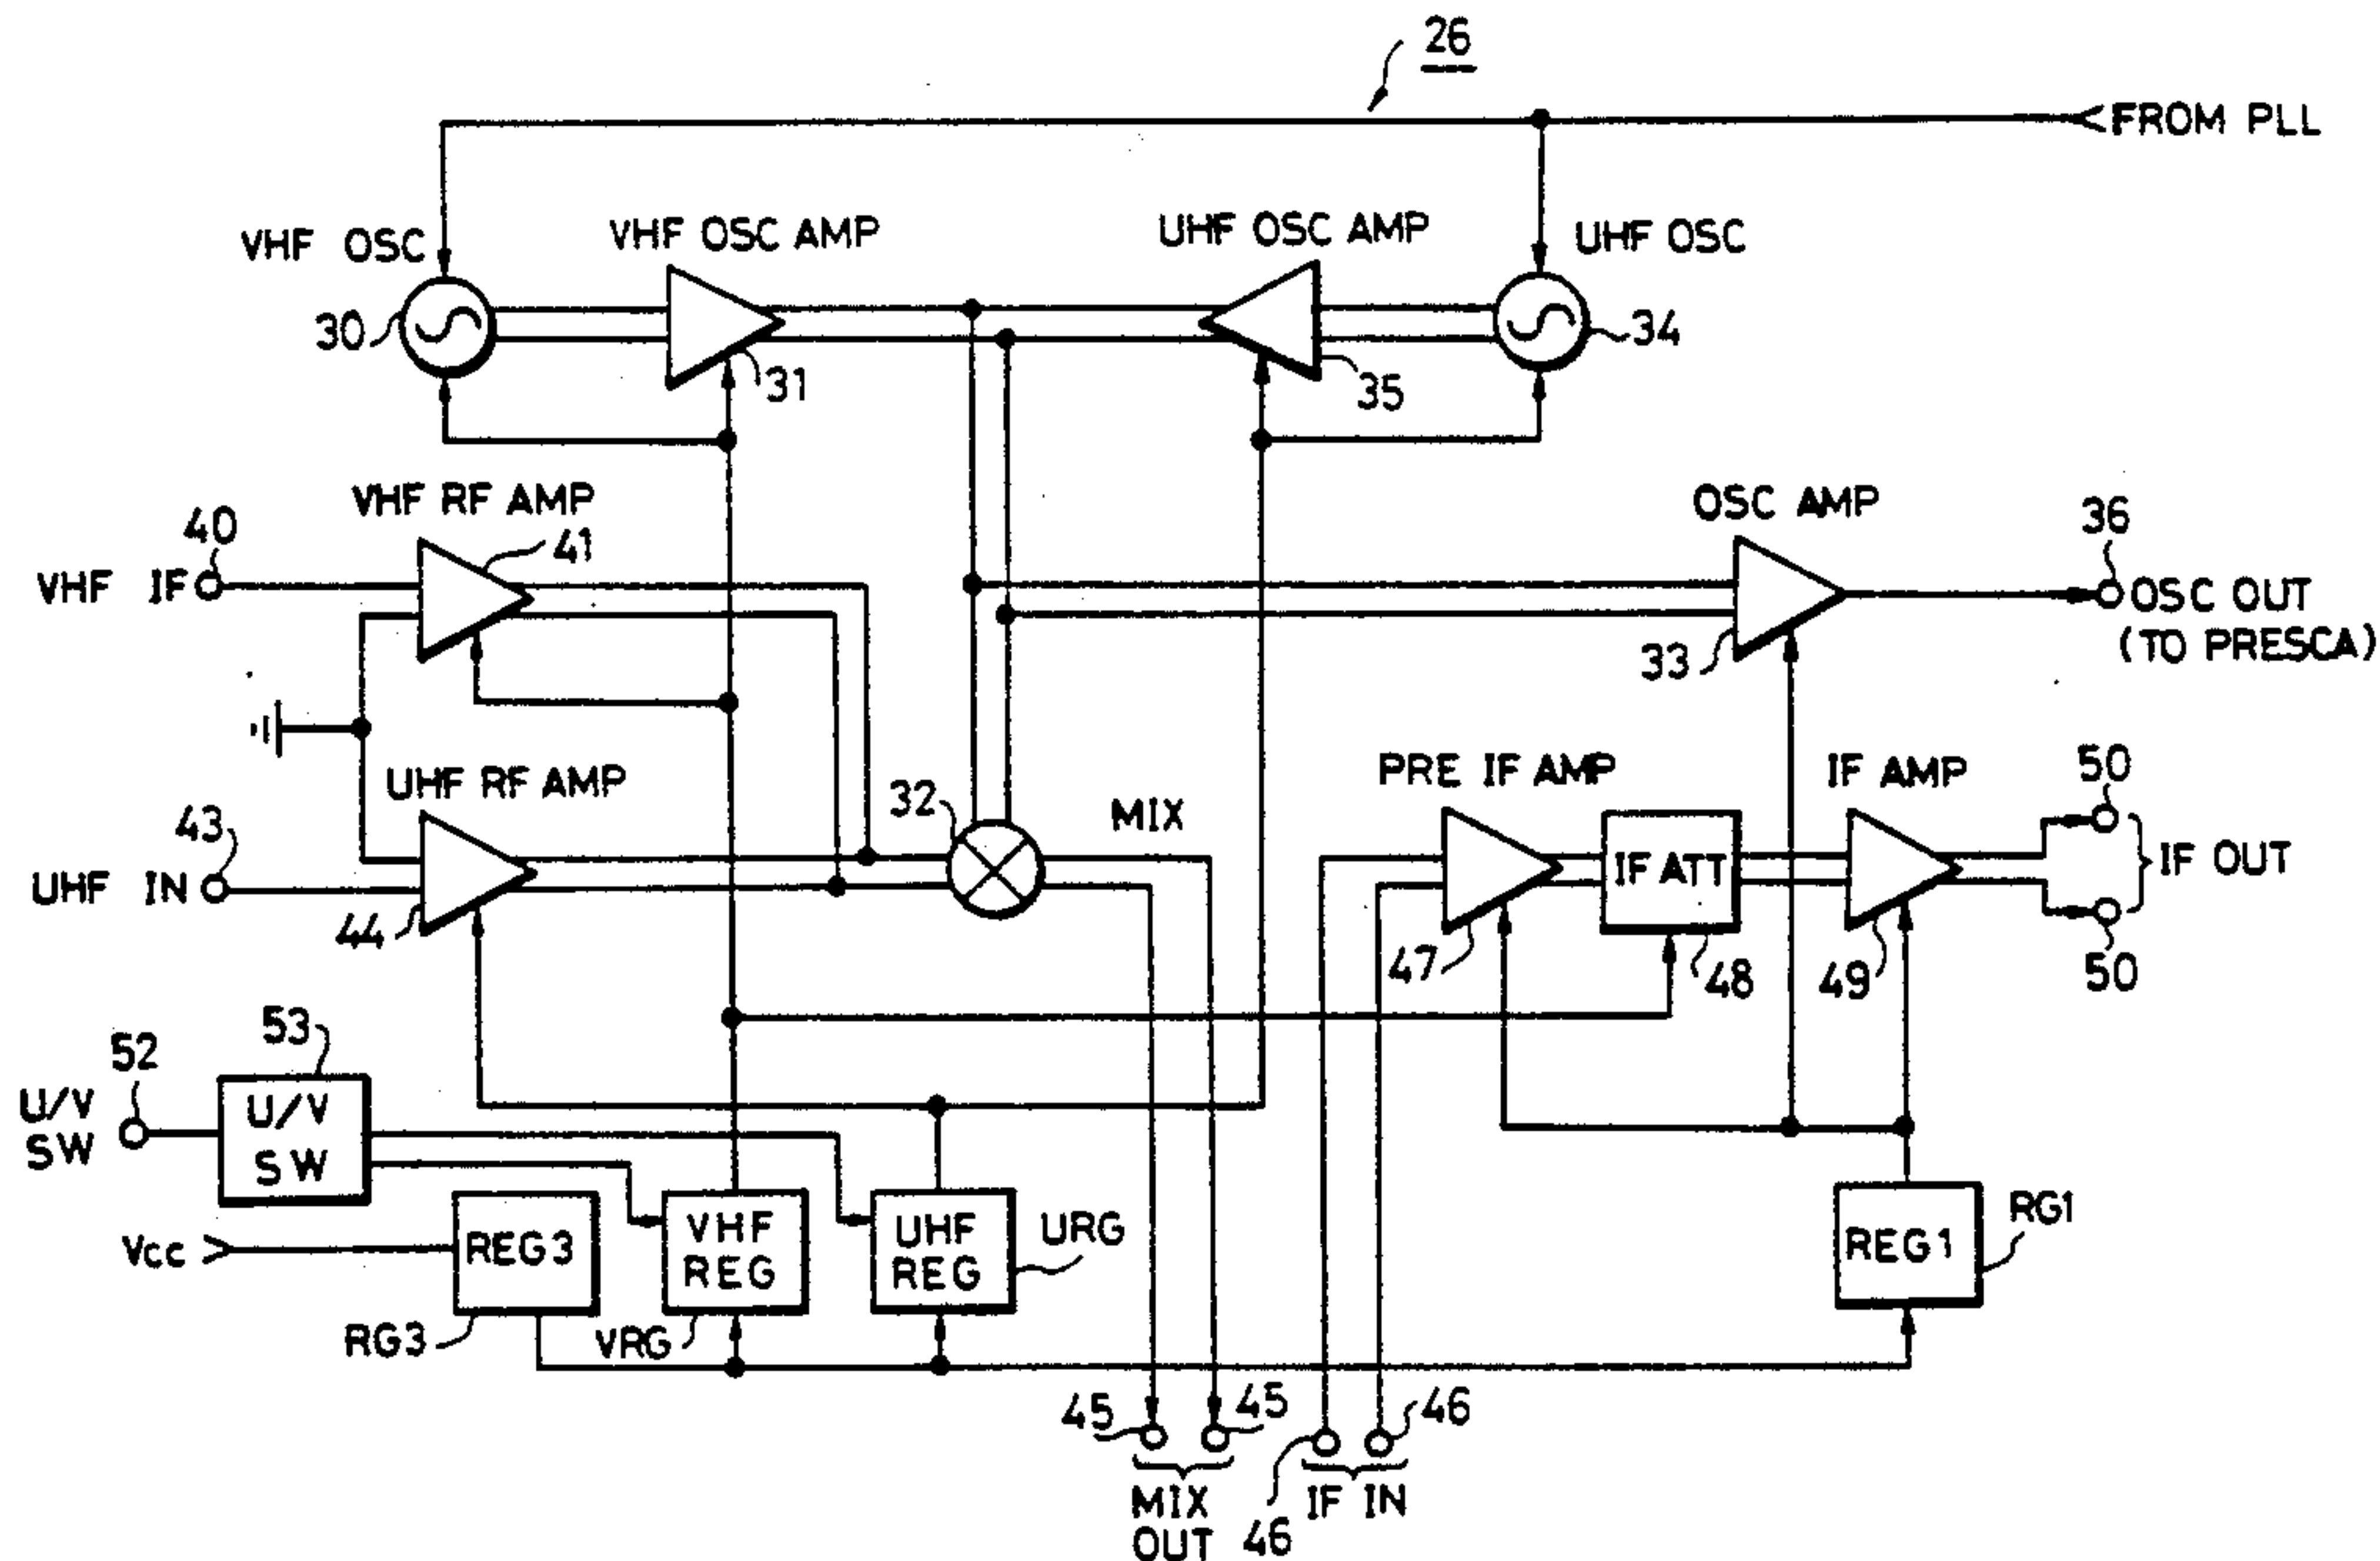 26
FROM PLL
VHF OSC
VHF OSC AMP
UHF OSC AMP
UHF OSC
30
31
35
34
VHF RF AMP
OSC AMP
40
41
36
VHF IF
OSC OUT
(TO PRESCA)
33
UHF RF AMP
32
MIX
PRE IF AMP
IF AMP
50
43
IF ATT
IF OUT
UHF IN
44
47
48
49
50
53
52
U/V
SW
U/V
SW
Vcc
REG3
VHF
REG
UHF
REG
URG
REG1
RG1
RG3
VRG
45
45
46
MIX
OUT
46
IF IN